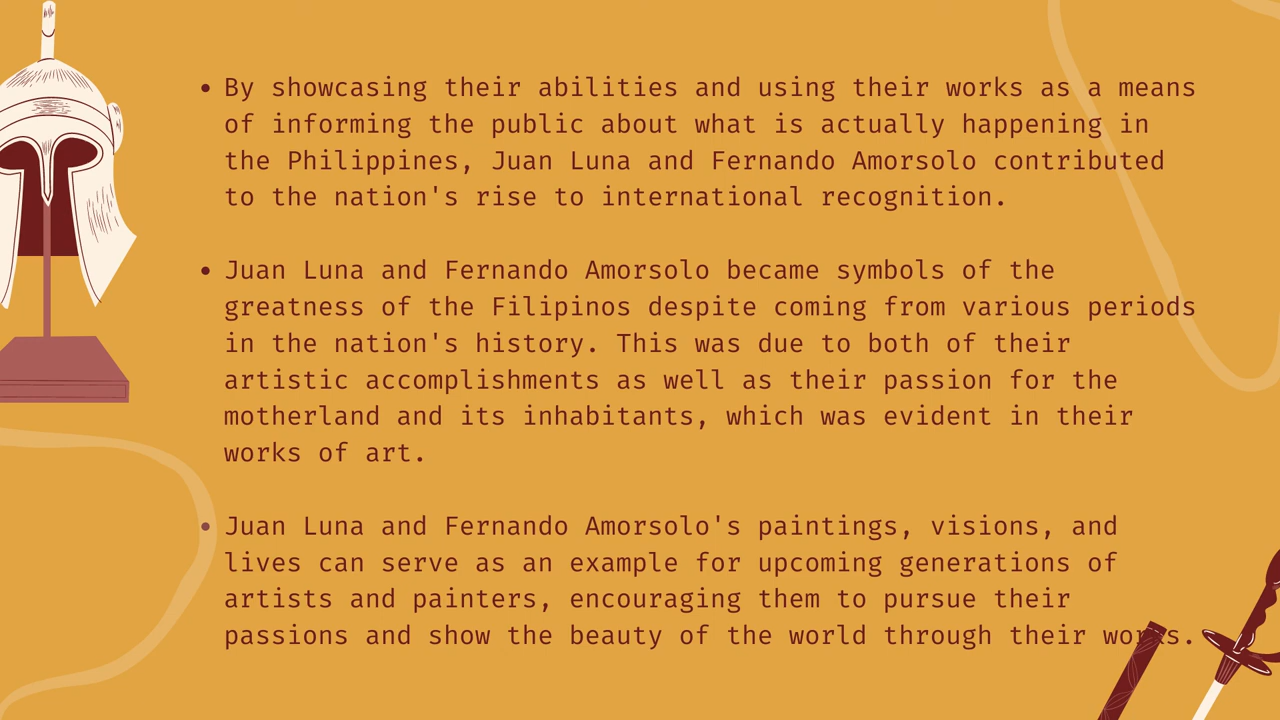 • By showcasing their abilities and using their works as a means
of informing the public about what is actually happening in
the Philippines, Juan Luna and Fernando Amorsolo contributed
to the nation's rise to international recognition.
• Juan Luna and Fernando Amorsolo became symbols of the
greatness of the Filipinos despite coming from various periods
in the nation's history. This was due to both of their
artistic accomplishments as well as their passion for the
motherland and its inhabitants, which was evident in their
works of art.
• Juan Luna and Fernando Amorsolo's paintings, visions, and
lives can serve as an example for upcoming generations of
artists and painters, encouraging them to pursue their
passions and show the beauty of the world through their works.